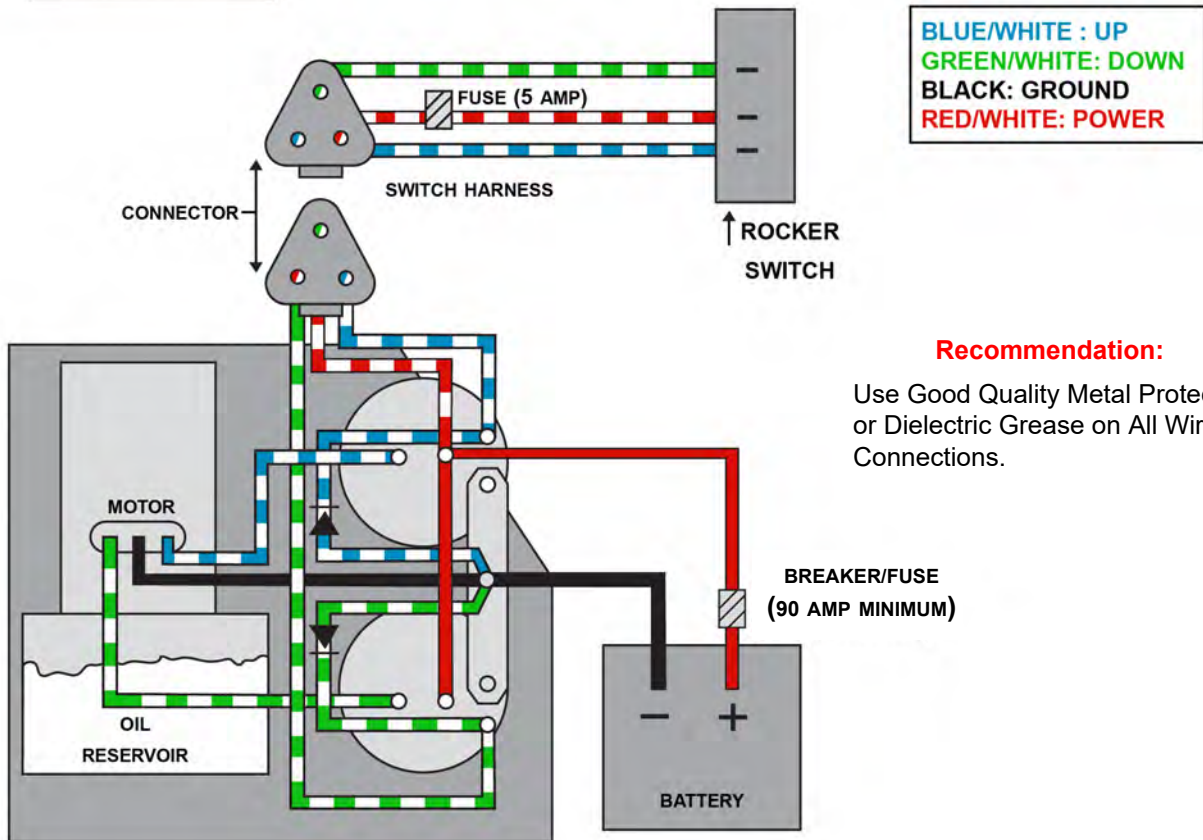 BLUE/WHITE : UP
GREEN/WHITE: DOWN
BLACK: GROUND
RED/WHITE: POWER
FUSE (5 AMP)
SWITCH HARNESS
CONNECTOR
ROCKER
SWITCH
Recommendation:
Use Good Quality Metal
or Dielectric Grease on All
Connections.
MOTOR
BREAKER/FUSE
(90 AMP MINIMUM)
OIL
RESERVOIR
− +
BATTERY